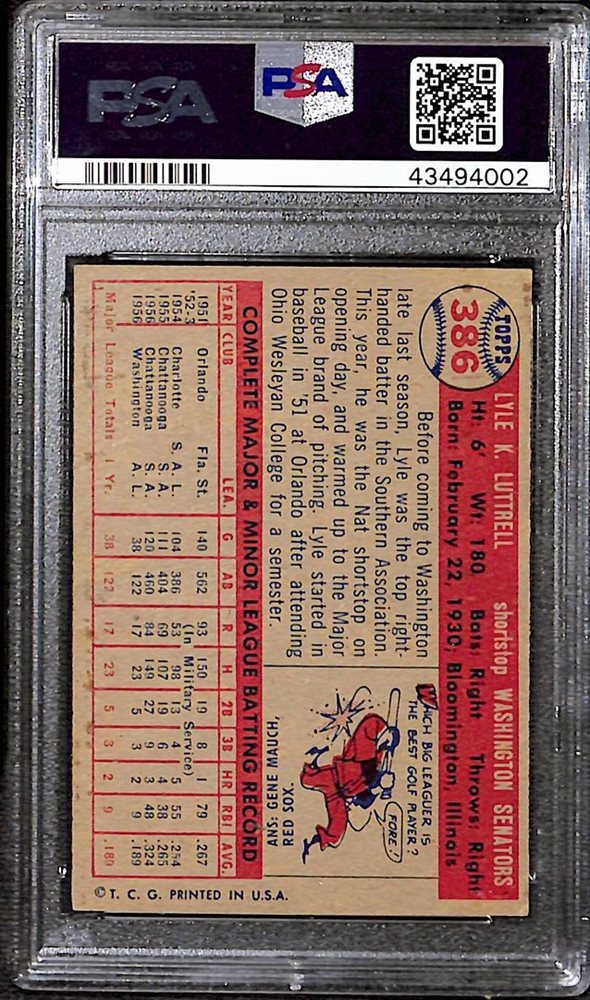 PSA
PSA
43494002
TOPPS
386
LYLE K. LUTTRELL shortstop WASHINGTON SENATORS
Ht: 6' Wt: 180 Bats: Right Throws: Right
Born: February 22, 1930, Bloomington, Illinois
Before coming to Washington
late last season, Lyle was the top right-
handed batter in the Southern Association.
This year, he was the Nat shortstop on
opening day, and warmed up to the Major
League brand of pitching. Lyle started in
baseball in '51 at Orlando after attending
Ohio Wesleyan College for a semester.
WHICH BIG LEAGUER IS
THE BEST GOLF PLAYER?
FORE!
ANS: GENE MAUCH,
RED SOX.
COMPLETE MAJOR & MINOR LEAGUE BATTING RECORD
YEAR CLUB LEA. G AB R H 2B 3B HR RBI AVG.
1951 Orlando Fla. St. 140 562 93 150 19 8 1 79 .267
'52-3 (In Military Service)
1954 Charlotte S. A. L. 104 386 53 98 13 4 5 55 .254
1955 Chattanooga S. A. 111 404 69 107 19 6 4 38 .265
1956 Chattanooga S. A. 120 460 84 149 27 9 3 48 .324
1956 Washington A. L. 38 122 17 23 5 3 2 9 .189
Major League Totals 1 Yr. 38 122 17 23 5 3 2 9 .189
© T. C. G. PRINTED IN U.S.A.